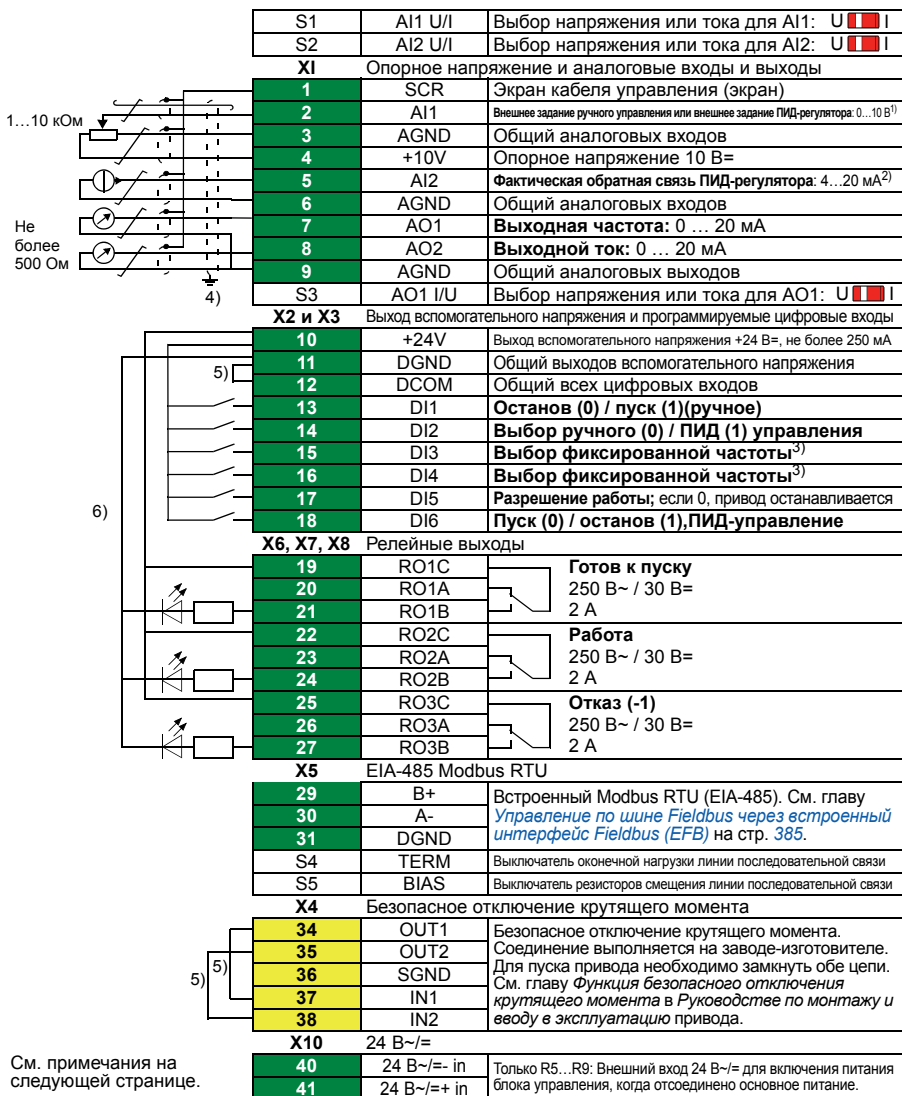 S1 AI1 U/I Выбор напряжения или тока для AI1: U I
S2 AI2 U/I Выбор напряжения или тока для AI2: U I
XI Опорное напряжение и аналоговые входы и выходы
1 SCR Экран кабеля управления (экран)
1…10 кОм
2 AI1 Внешнее задание ручного управления или внешнее задание ПИД-регулятора: 0…10 В1)
3 AGND Общий аналоговых входов
4 +10V Опорное напряжение 10 В=
5 AI2 Фактическая обратная связь ПИД-регулятора: 4…20 мА2)
6 AGND Общий аналоговых входов
Не
более
500 Ом
7 AO1 Выходная частота: 0 … 20 мА
8 AO2 Выходной ток: 0 … 20 мА
9 AGND Общий аналоговых выходов
4)
S3 AO1 I/U Выбор напряжения или тока для AO1: U I
X2 и X3 Выход вспомогательного напряжения и программируемые цифровые входы
10 +24V Выход вспомогательного напряжения +24 В=, не более 250 мА
11 DGND Общий выходов вспомогательного напряжения
5)
12 DCOM Общий всех цифровых входов
13 DI1 Останов (0) / пуск (1)(ручное)
14 DI2 Выбор ручного (0) / ПИД (1) управления
15 DI3 Выбор фиксированной частоты3)
16 DI4 Выбор фиксированной частоты3)
6)
17 DI5 Разрешение работы; если 0, привод останавливается
18 DI6 Пуск (0) / останов (1),ПИД-управление
X6, X7, X8 Релейные выходы
19 RO1C Готов к пуску
20 RO1A 250 В~ / 30 В=
21 RO1B 2 А
22 RO2C Работа
23 RO2A 250 В~ / 30 В=
24 RO2B 2 А
25 RO3C Отказ (-1)
26 RO3A 250 В~ / 30 В=
27 RO3B 2 А
X5 EIA-485 Modbus RTU
29 B+ Встроенный Modbus RTU (EIA-485). См. главу
30 A- Управление по шине Fieldbus через встроенный
31 DGND интерфейс Fieldbus (EFB) на стр. 385.
S4 TERM Выключатель оконечной нагрузки линии последовательной связи
S5 BIAS Выключатель резисторов смещения линии последовательной связи
X4 Безопасное отключение крутящего момента
34 OUT1 Безопасное отключение крутящего момента.
35 OUT2 Соединение выполняется на заводе-изготовителе.
5) 5)
36 SGND Для пуска привода необходимо замкнуть обе цепи.
См. главу Функция безопасного отключения
37 IN1 крутящего момента в Руководстве по монтажу и
38 IN2 вводу в эксплуатацию привода.
X10 24 В~/=
См. примечания на
следующей странице.
40 24 В~/=- in Только R5…R9: Внешний вход 24 В~/= для включения питания
41 24 В~/=+ in блока управления, когда отсоединено основное питание.